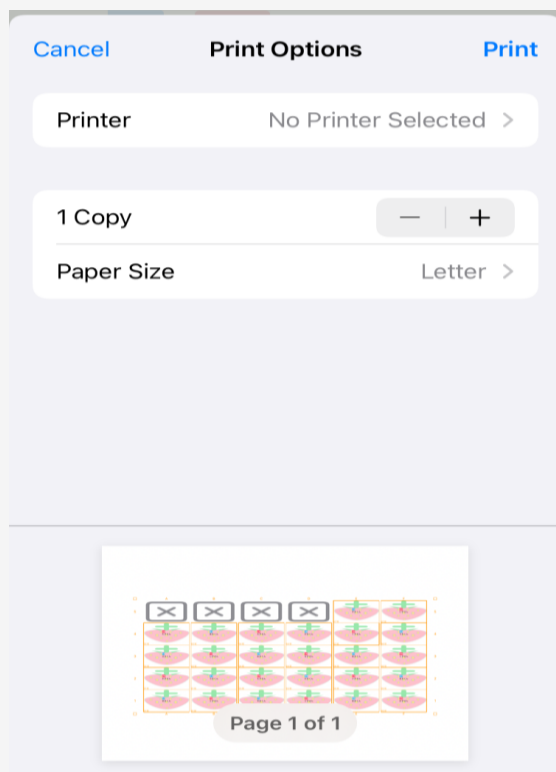 Cancel Print Options Print
Printer No Printer Selected
1 Copy
Paper Size Letter
Page 1 of 1